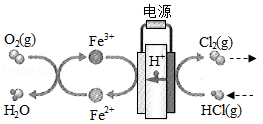 电源
O₂(g) Fe³⁺ H⁺ Cl₂(g)
H₂O Fe²⁺ HCl(g)